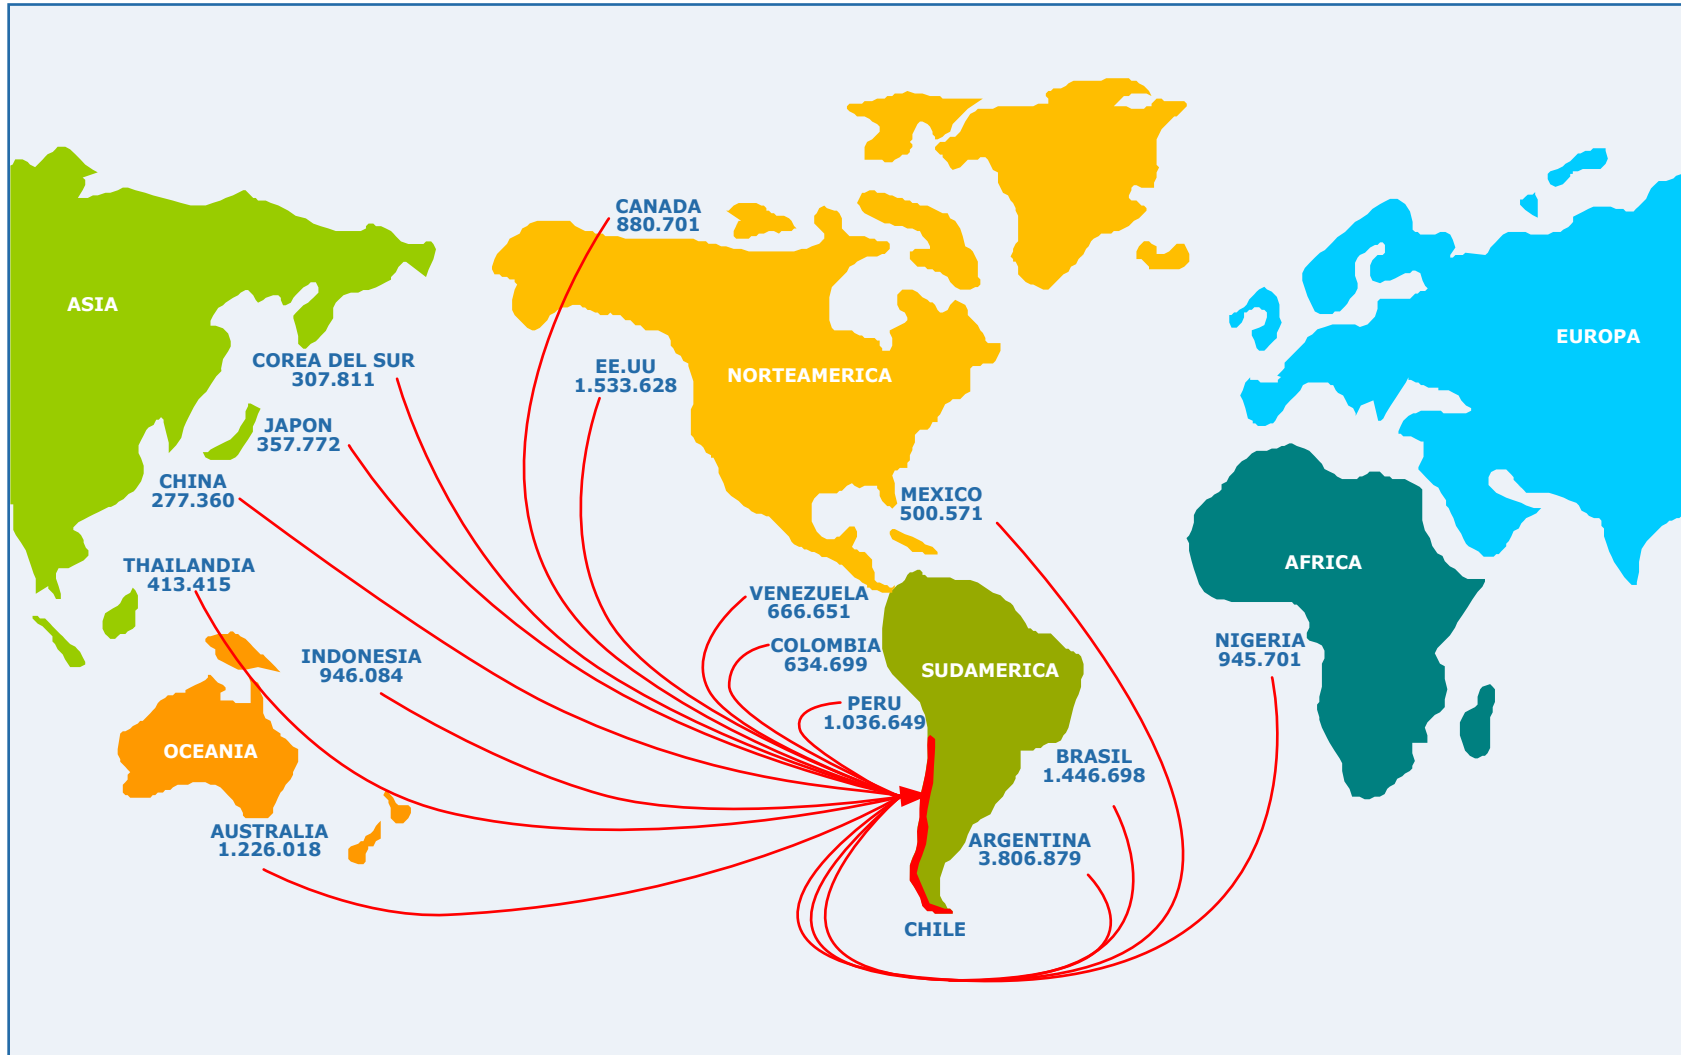 CANADA
880.701
ASIA
COREA DEL SUR
307.811
EE.UU
1.533.628
NORTEAMERICA
EUROPA
JAPON
357.772
CHINA
277.360
MEXICO
500.571
THAILANDIA
413.415
AFRICA
VENEZUELA
666.651
COLOMBIA
634.699
INDONESIA
946.084
SUDAMERICA
NIGERIA
945.701
PERU
1.036.649
OCEANIA
BRASIL
1.446.698
AUSTRALIA
1.226.018
ARGENTINA
3.806.879
CHILE